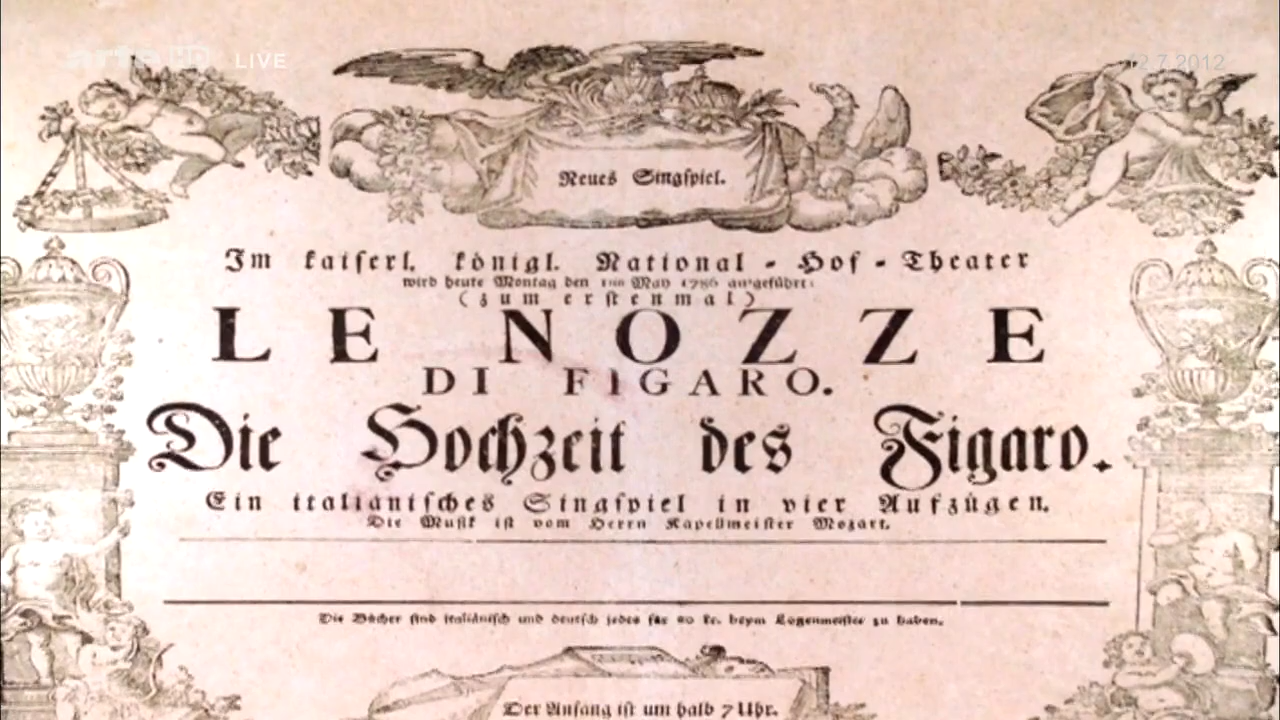 arte HD LIVE
12.7.2012
Neues Singspiel.
Im kaiserl. königl. National-Hof-Theater
wird heute Montag den 1ten May 1786 aufgeführt:
(zum erstenmal)
LE NOZZE
DI FIGARO.
Die Hochzeit des Figaro.
Ein italiänisches Singspiel in vier Aufzügen.
Die Musik ist vom Herrn Kapellmeister Mozart.
Die Bücher sind italiänisch und deutsch jedes für 20 kr. beym Logenmeister zu haben.
Der Anfang ist um halb 7 Uhr.